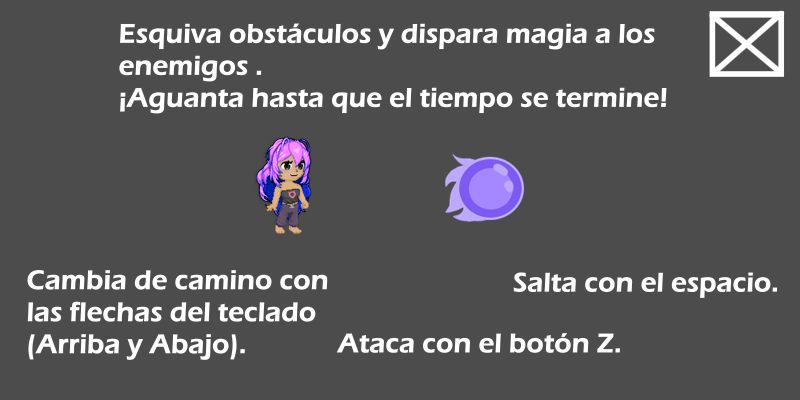 Esquiva obstáculos y dispara magia a los
enemigos .
¡Aguanta hasta que el tiempo se termine!
Cambia de camino con
las flechas del teclado
(Arriba y Abajo).
Ataca con el botón Z.
Salta con el espacio.